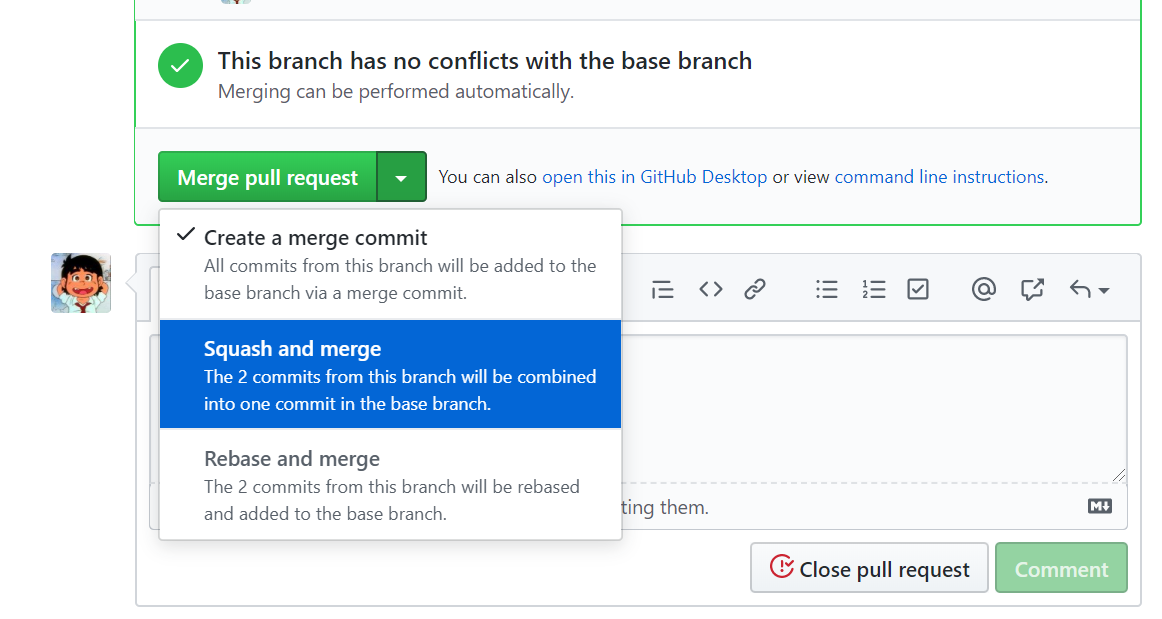 This branch has no conflicts with the base branch
Merging can be performed automatically.
Merge pull request
You can also open this in GitHub Desktop or view command line instructions.
Create a merge commit
All commits from this branch will be added to the
base branch via a merge commit.
Squash and merge
The 2 commits from this branch will be combined
into one commit in the base branch.
Rebase and merge
The 2 commits from this branch will be rebased
and added to the base branch.
ting them.
Close pull request
Comment